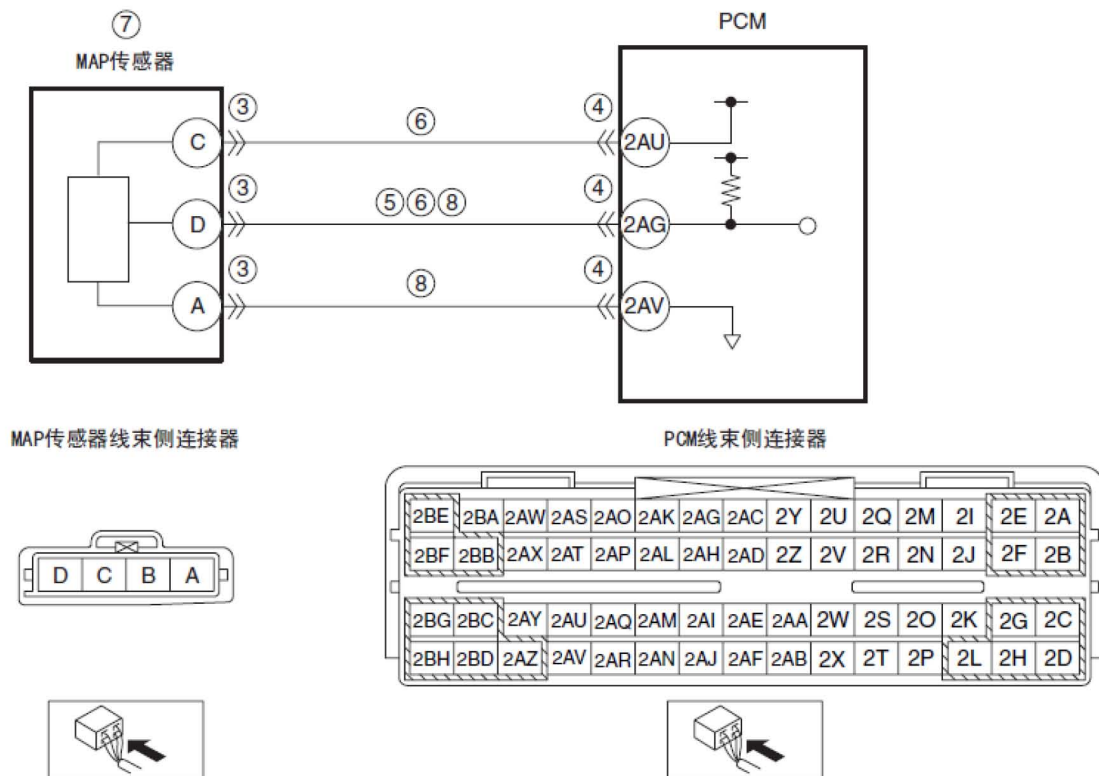 ⑦
MAP传感器
PCM
③ ⑥ ④
C 2AU
③ ⑤⑥⑧ ④
D 2AG
③ ⑧ ④
A 2AV
MAP传感器线束侧连接器
PCM线束侧连接器
D C B A
2BE 2BA 2AW 2AS 2AO 2AK 2AG 2AC 2Y 2U 2Q 2M 2I 2E 2A
2BF 2BB 2AX 2AT 2AP 2AL 2AH 2AD 2Z 2V 2R 2N 2J 2F 2B
2BG 2BC 2AY 2AU 2AQ 2AM 2AI 2AE 2AA 2W 2S 2O 2K 2G 2C
2BH 2BD 2AZ 2AV 2AR 2AN 2AJ 2AF 2AB 2X 2T 2P 2L 2H 2D